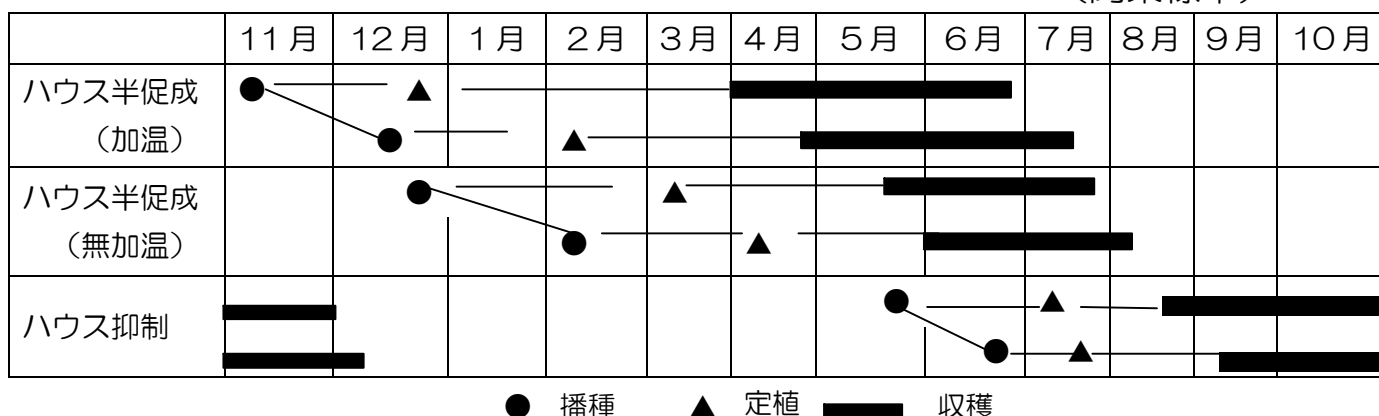 11月 12月 1月 2月 3月 4月 5月 6月 7月 8月 9月 10月
ハウス半促成
（加温）
ハウス半促成
（無加温）
ハウス抑制
● 播種 ▲ 定植 収穫